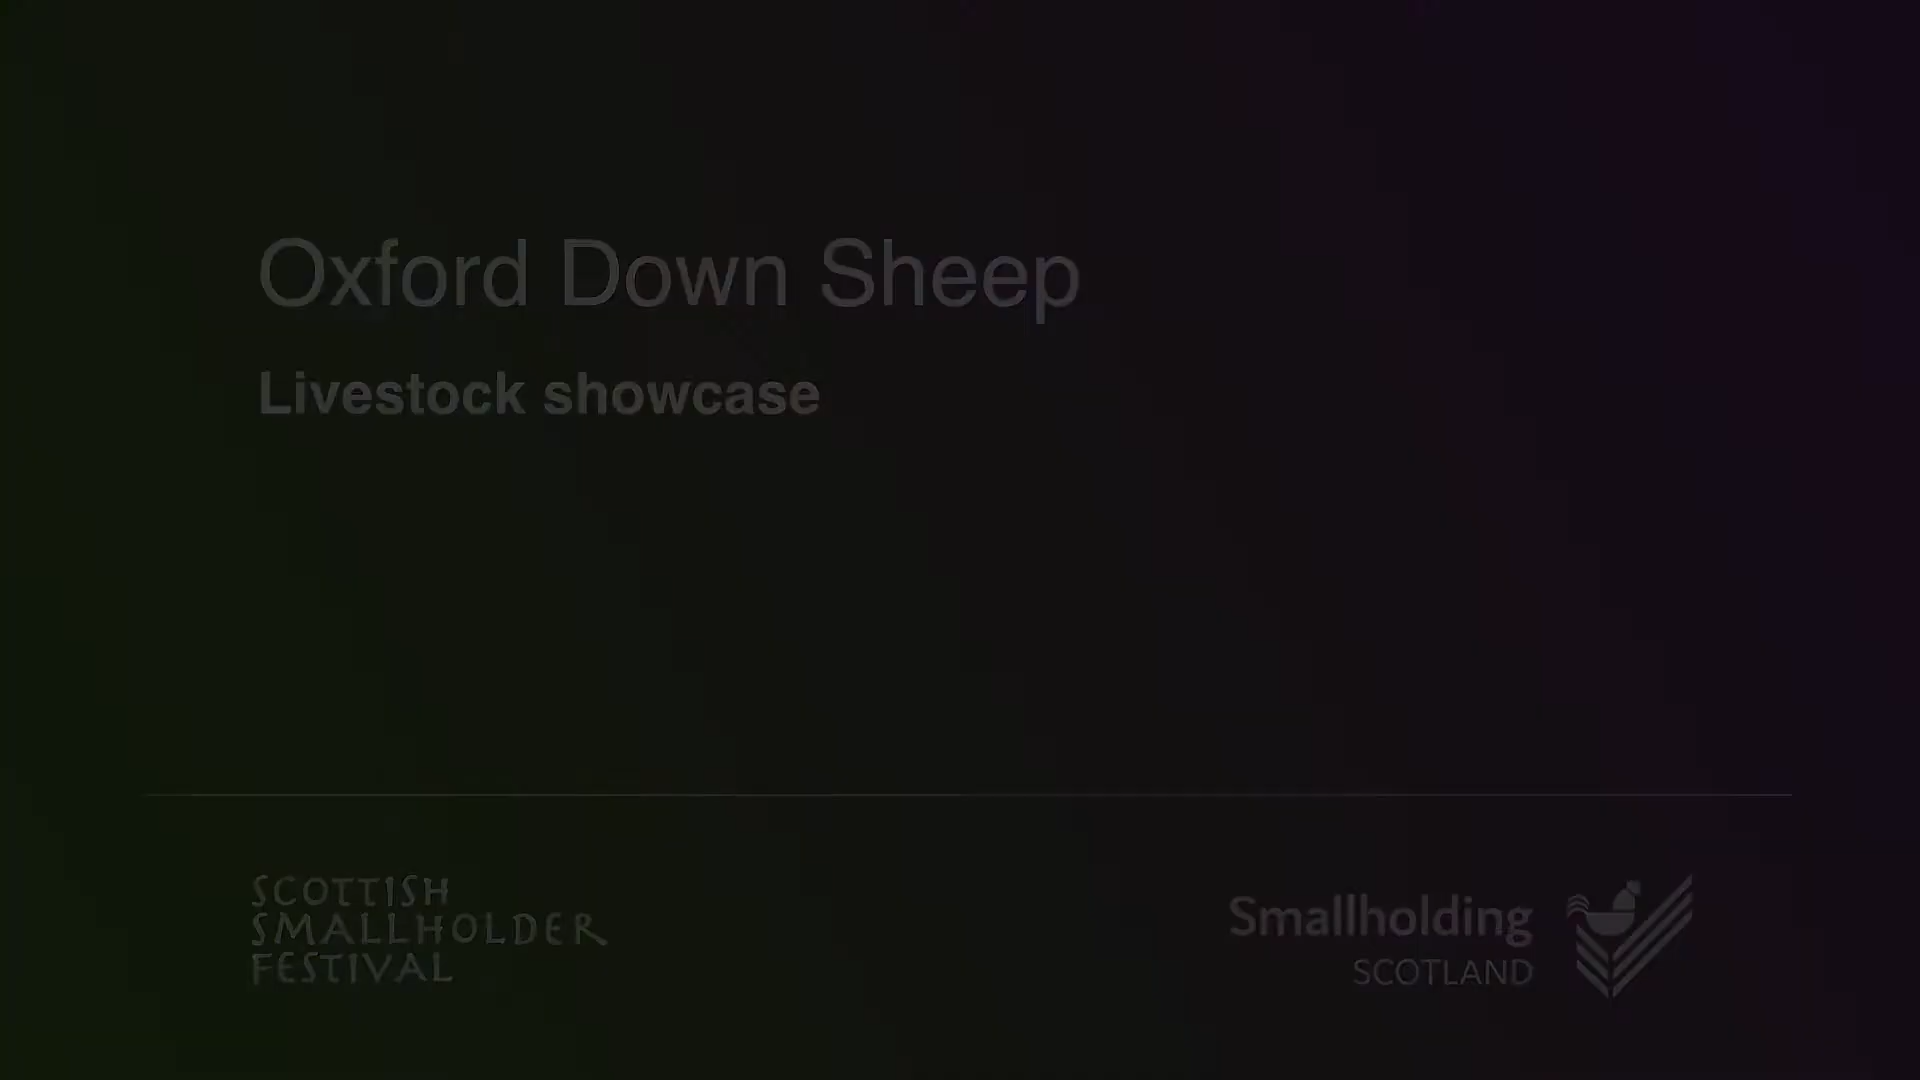 Oxford Down Sheep
Livestock showcase
SCOTTISH
SMALLHOLDER
FESTIVAL
Smallholding
SCOTLAND